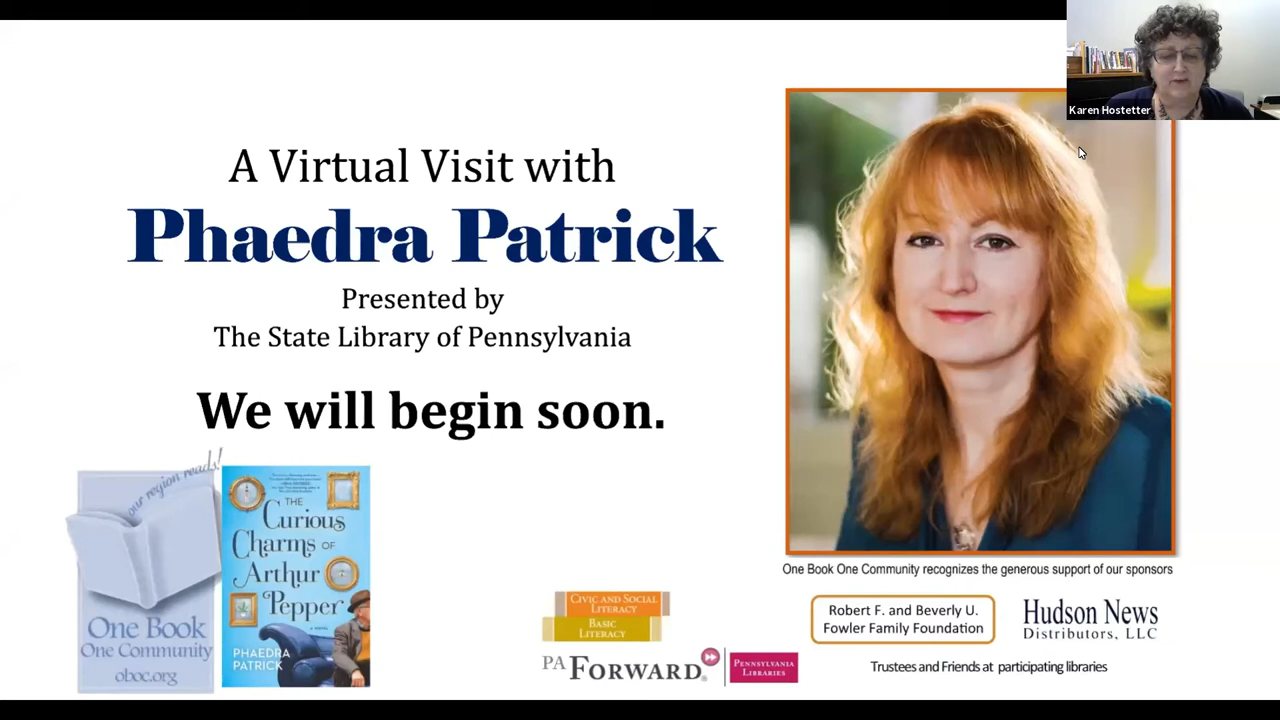 Karen Hostetter
A Virtual Visit with
Phaedra Patrick
Presented by
The State Library of Pennsylvania
We will begin soon.
our region reads!
One Book
One Community
oboc.org
THE
Curious
Charms OF
Arthur
Pepper
a novel
PHAEDRA
PATRICK
One Book One Community recognizes the generous support of our sponsors
CIVIC AND SOCIAL
LITERACY
BASIC
LITERACY
PA FORWARD
PENNSYLVANIA
LIBRARIES
Robert F. and Beverly U.
Fowler Family Foundation
Hudson News
Distributors, LLC
Trustees and Friends at participating libraries